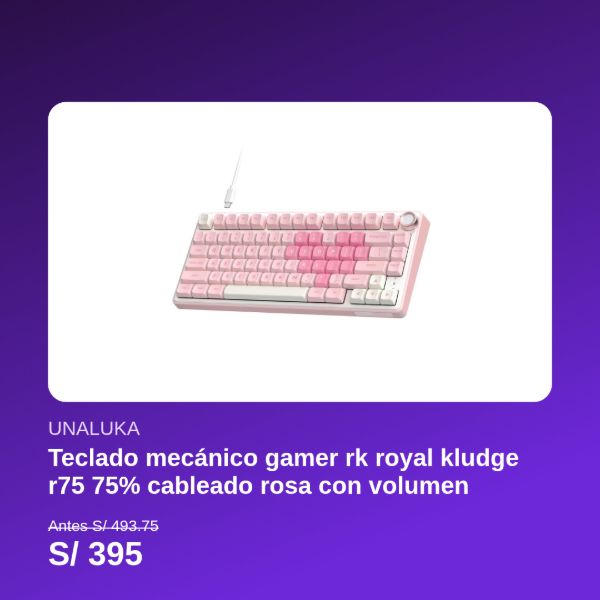 UNALUKA
Teclado mecánico gamer rk royal kludge
r75 75% cableado rosa con volumen
Antes S/ 493.75
S/ 395